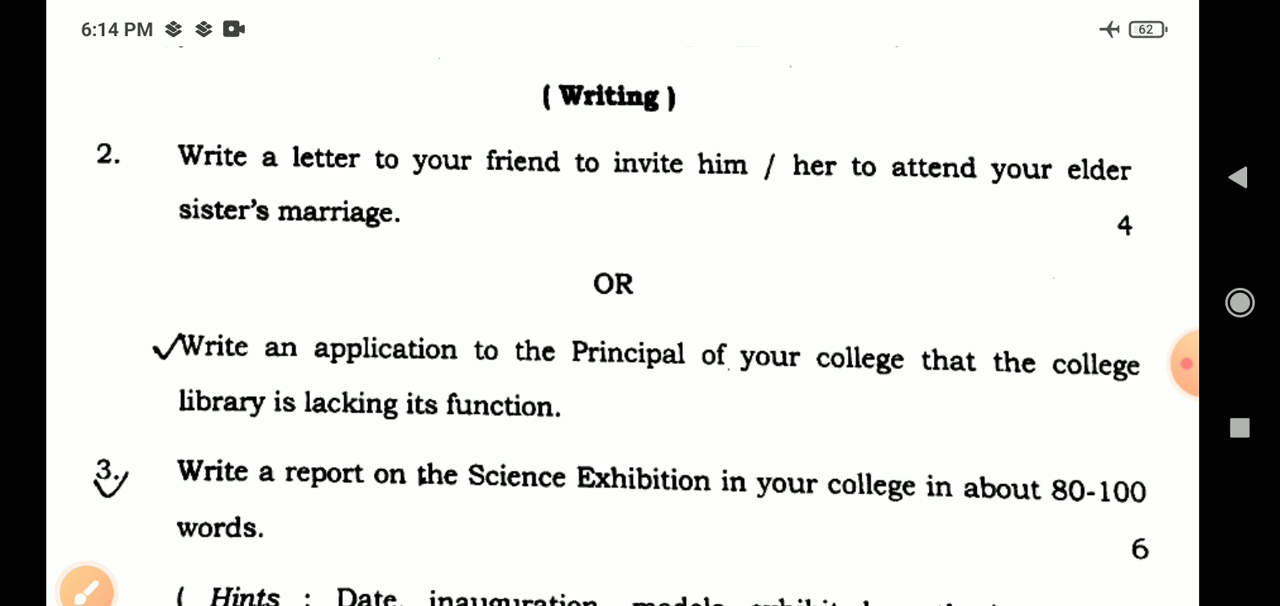 6:14 PM
62
( Writing )
2. Write a letter to your friend to invite him / her to attend your elder
sister's marriage.
4
OR
Write an application to the Principal of your college that the college
library is lacking its function.
3. Write a report on the Science Exhibition in your college in about 80-100
words.
6
( Hints : Date, inauguration, models exhibited